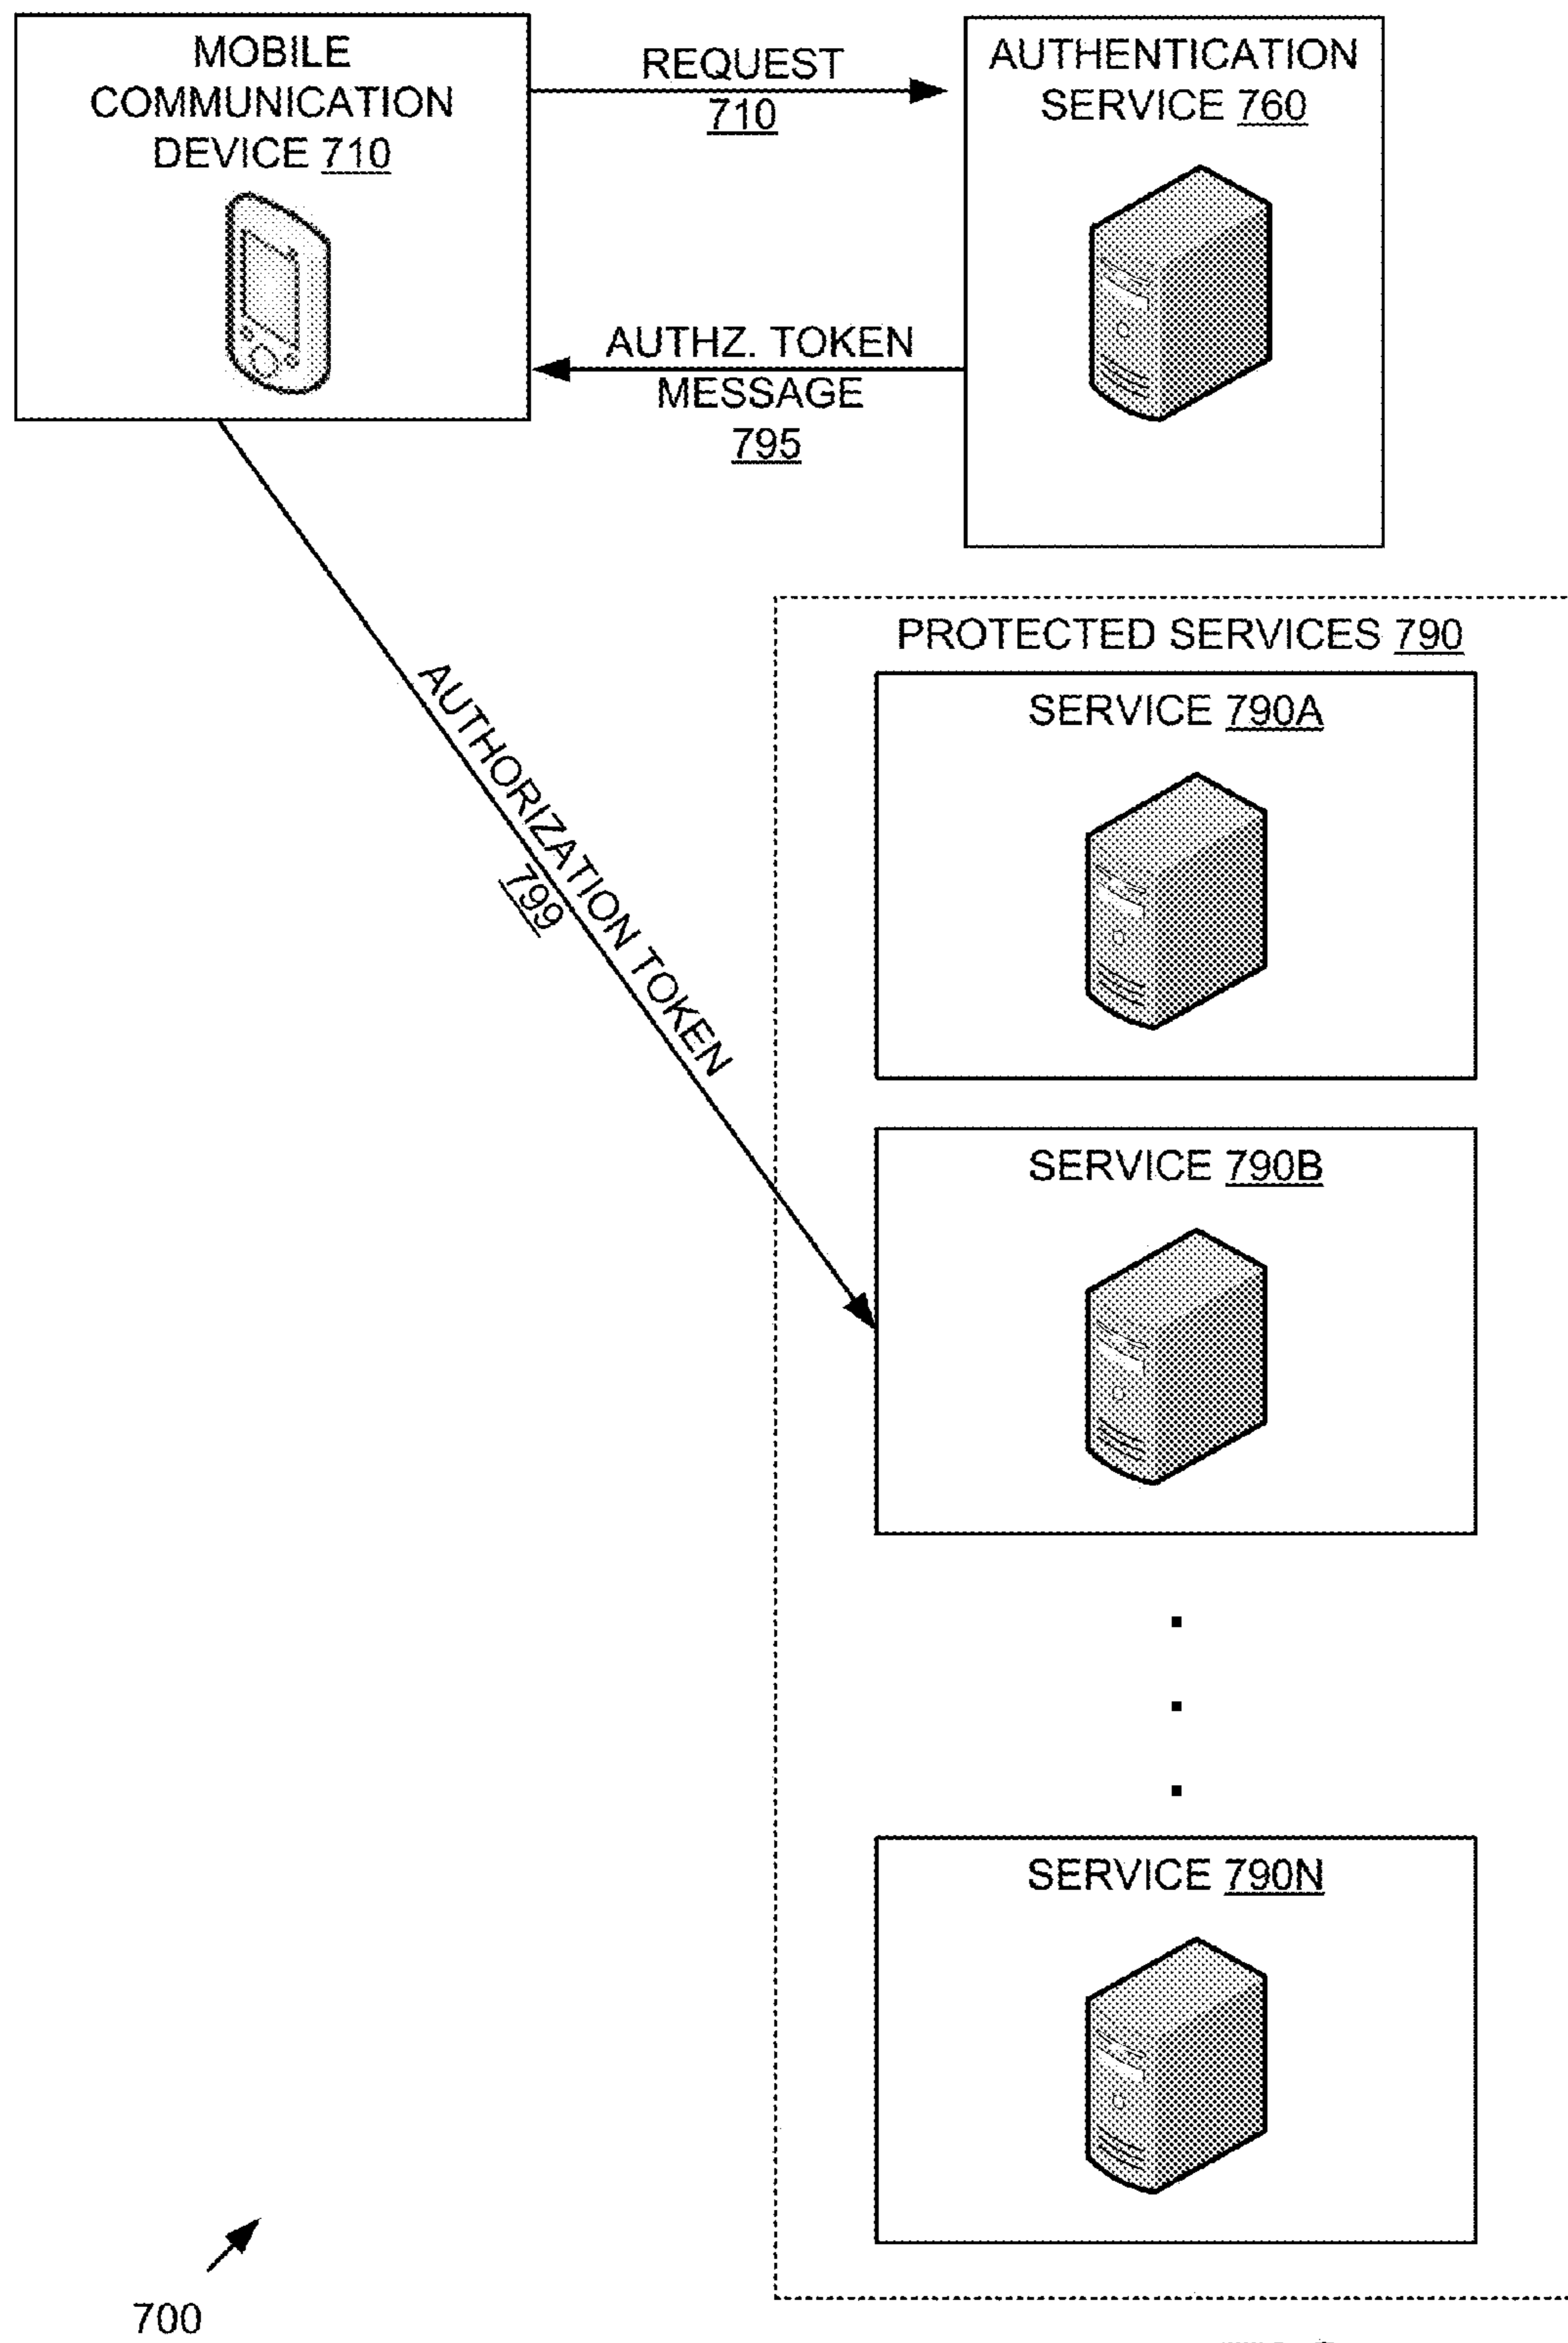 MOBILE
COMMUNICATION
DEVICE 710
REQUEST
710
AUTHENTICATION
SERVICE 760
AUTHZ. TOKEN
MESSAGE
795
PROTECTED SERVICES 790
SERVICE 790A
AUTHORIZATION TOKEN
799
SERVICE 790B
SERVICE 790N
700